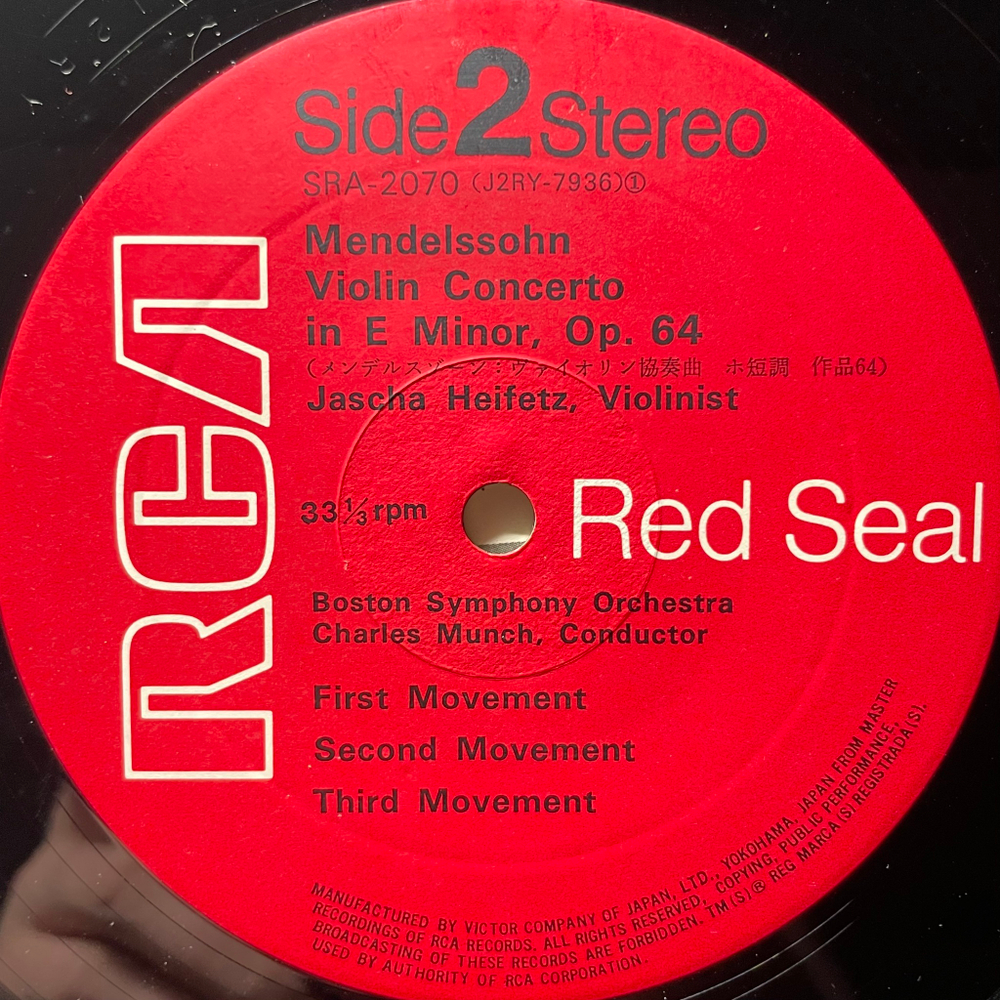 Side 2 Stereo
SRA-2070 (J2RY-7936)①
Mendelssohn
Violin Concerto
in E Minor, Op. 64
(メンデルスゾーン：ヴァイオリン協奏曲　ホ短調　作品64)
Jascha Heifetz, Violinist
RCA
33 1/3 rpm
Red Seal
Boston Symphony Orchestra
Charles Munch, Conductor
First Movement
Second Movement
Third Movement
MANUFACTURED BY VICTOR COMPANY OF JAPAN, LTD., YOKOHAMA, JAPAN FROM MASTER
RECORDINGS OF RCA RECORDS. ALL RIGHTS RESERVED, COPYING, PUBLIC PERFORMANCE,
BROADCASTING OF THESE RECORDS ARE FORBIDDEN. TM(S)® REG MARCA(S) REGISTRADA(S).
USED BY AUTHORITY OF RCA CORPORATION.